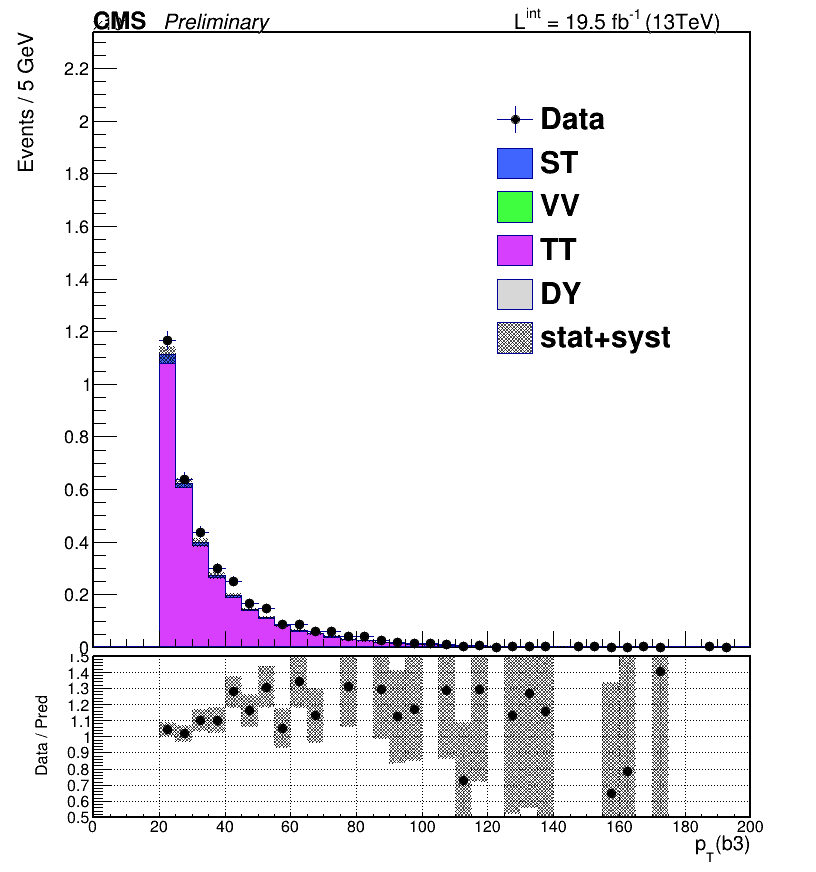 CMS Preliminary L^int = 19.5 fb^-1 (13TeV)
Events / 5 GeV
2.2
2
1.8
1.6
1.4
1.2
1
0.8
0.6
0.4
0.2
0
Data
ST
VV
TT
DY
stat+syst
Data / Pred
1.5
1.4
1.3
1.2
1.1
1
0.9
0.8
0.7
0.6
0.5
0 20 40 60 80 100 120 140 160 180 200
p_T(b3)